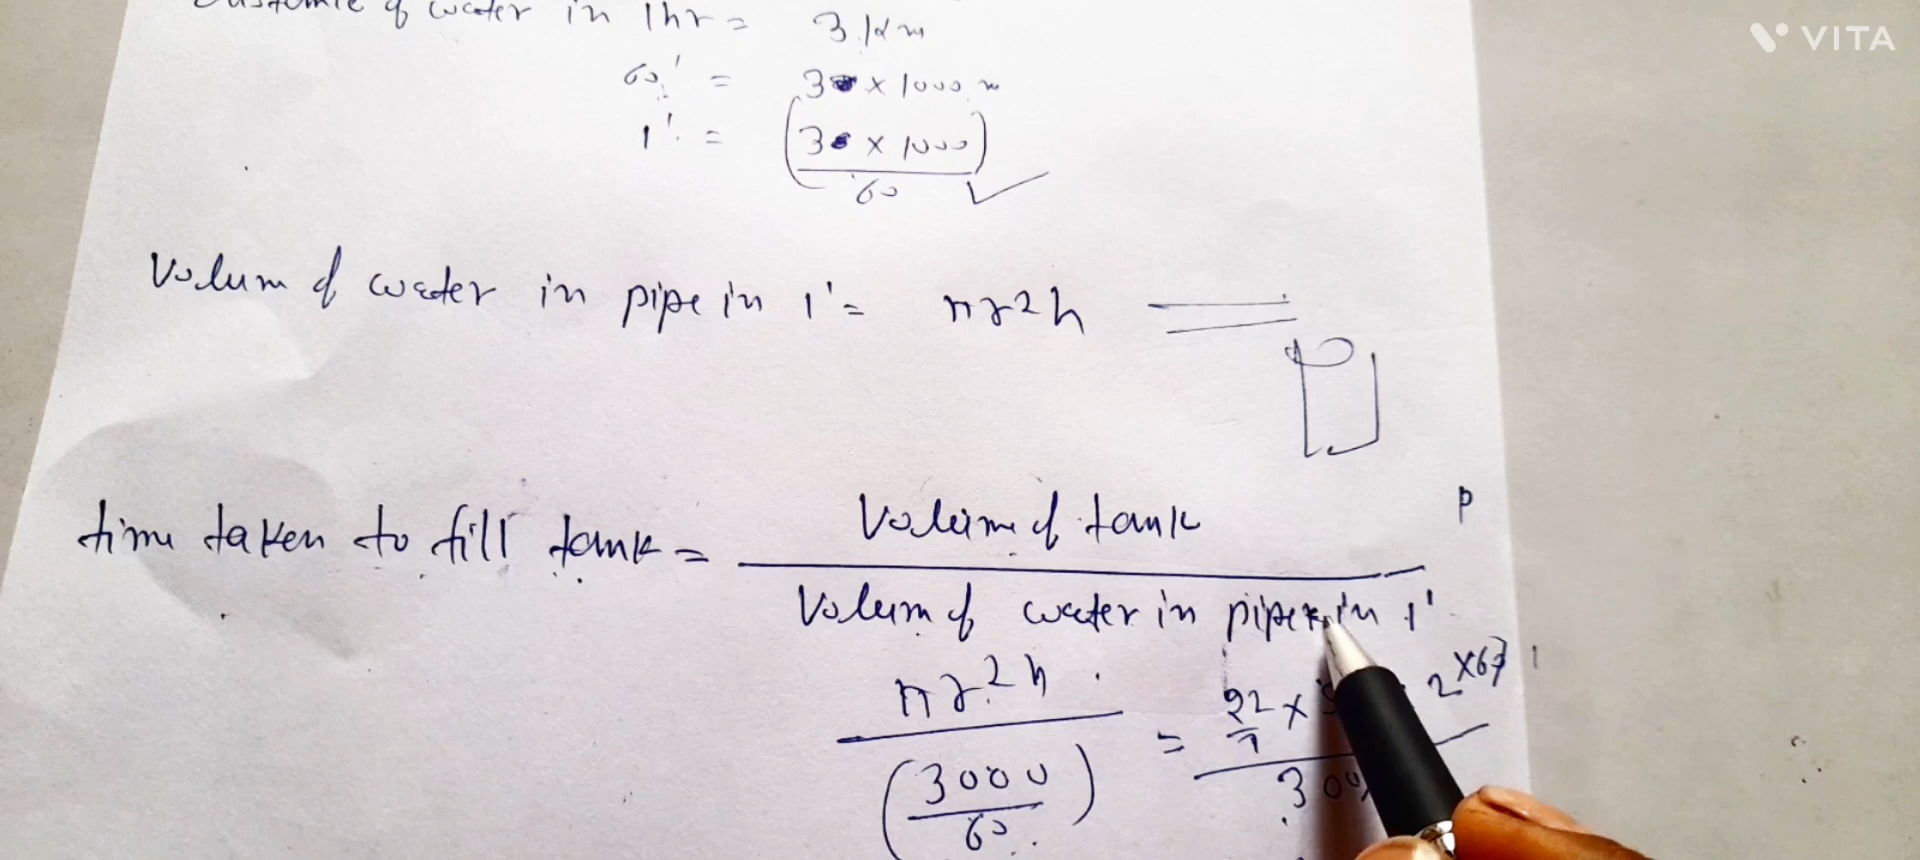 of water in 1hr = 3 km
VITA
60' = 3 × 1000 m
1' = (3 × 1000)
60
Volum of water in pipe in 1' = πr2h
time taken to fill tank = Volum of tank
P
Volum of water in pipe in 1'
πr2h = 22 × 2 × 60
7
(3000) 300
60